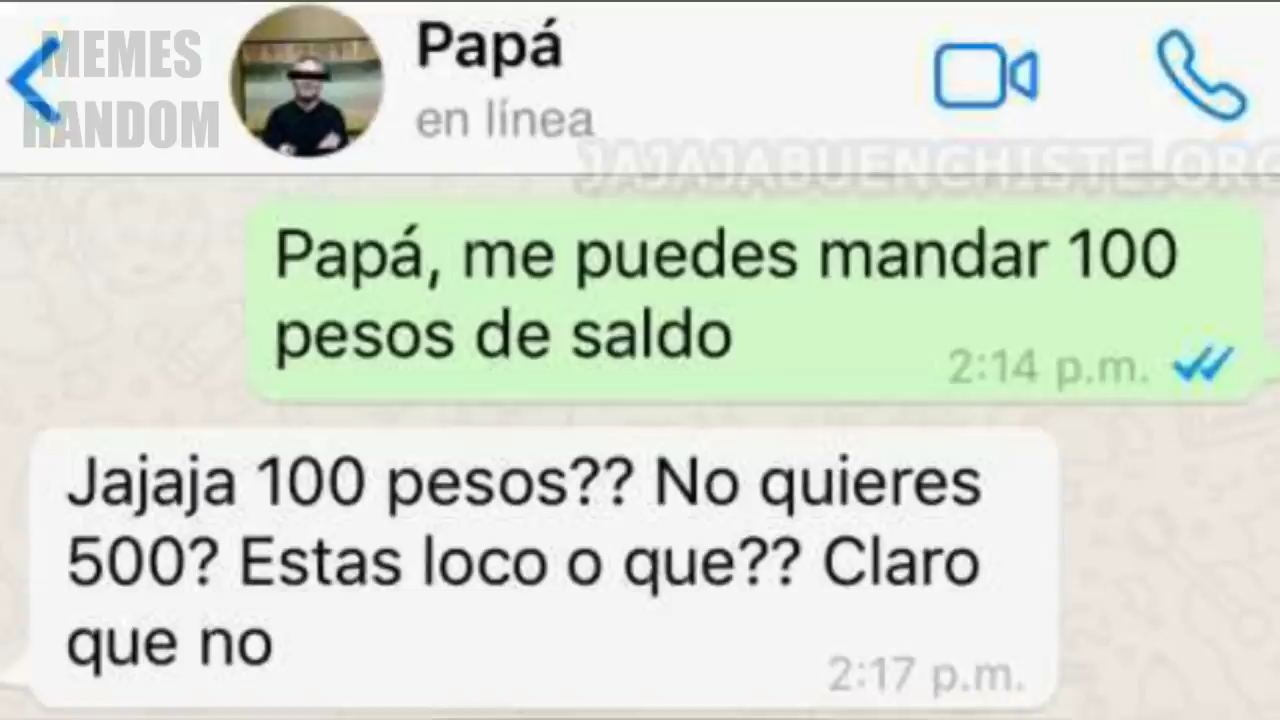 MEMES
RANDOM
Papá
en línea
JAJAJABUENCHISTE.ORG
Papá, me puedes mandar 100
pesos de saldo
2:14 p.m.
Jajaja 100 pesos?? No quieres
500? Estas loco o que?? Claro
que no
2:17 p.m.